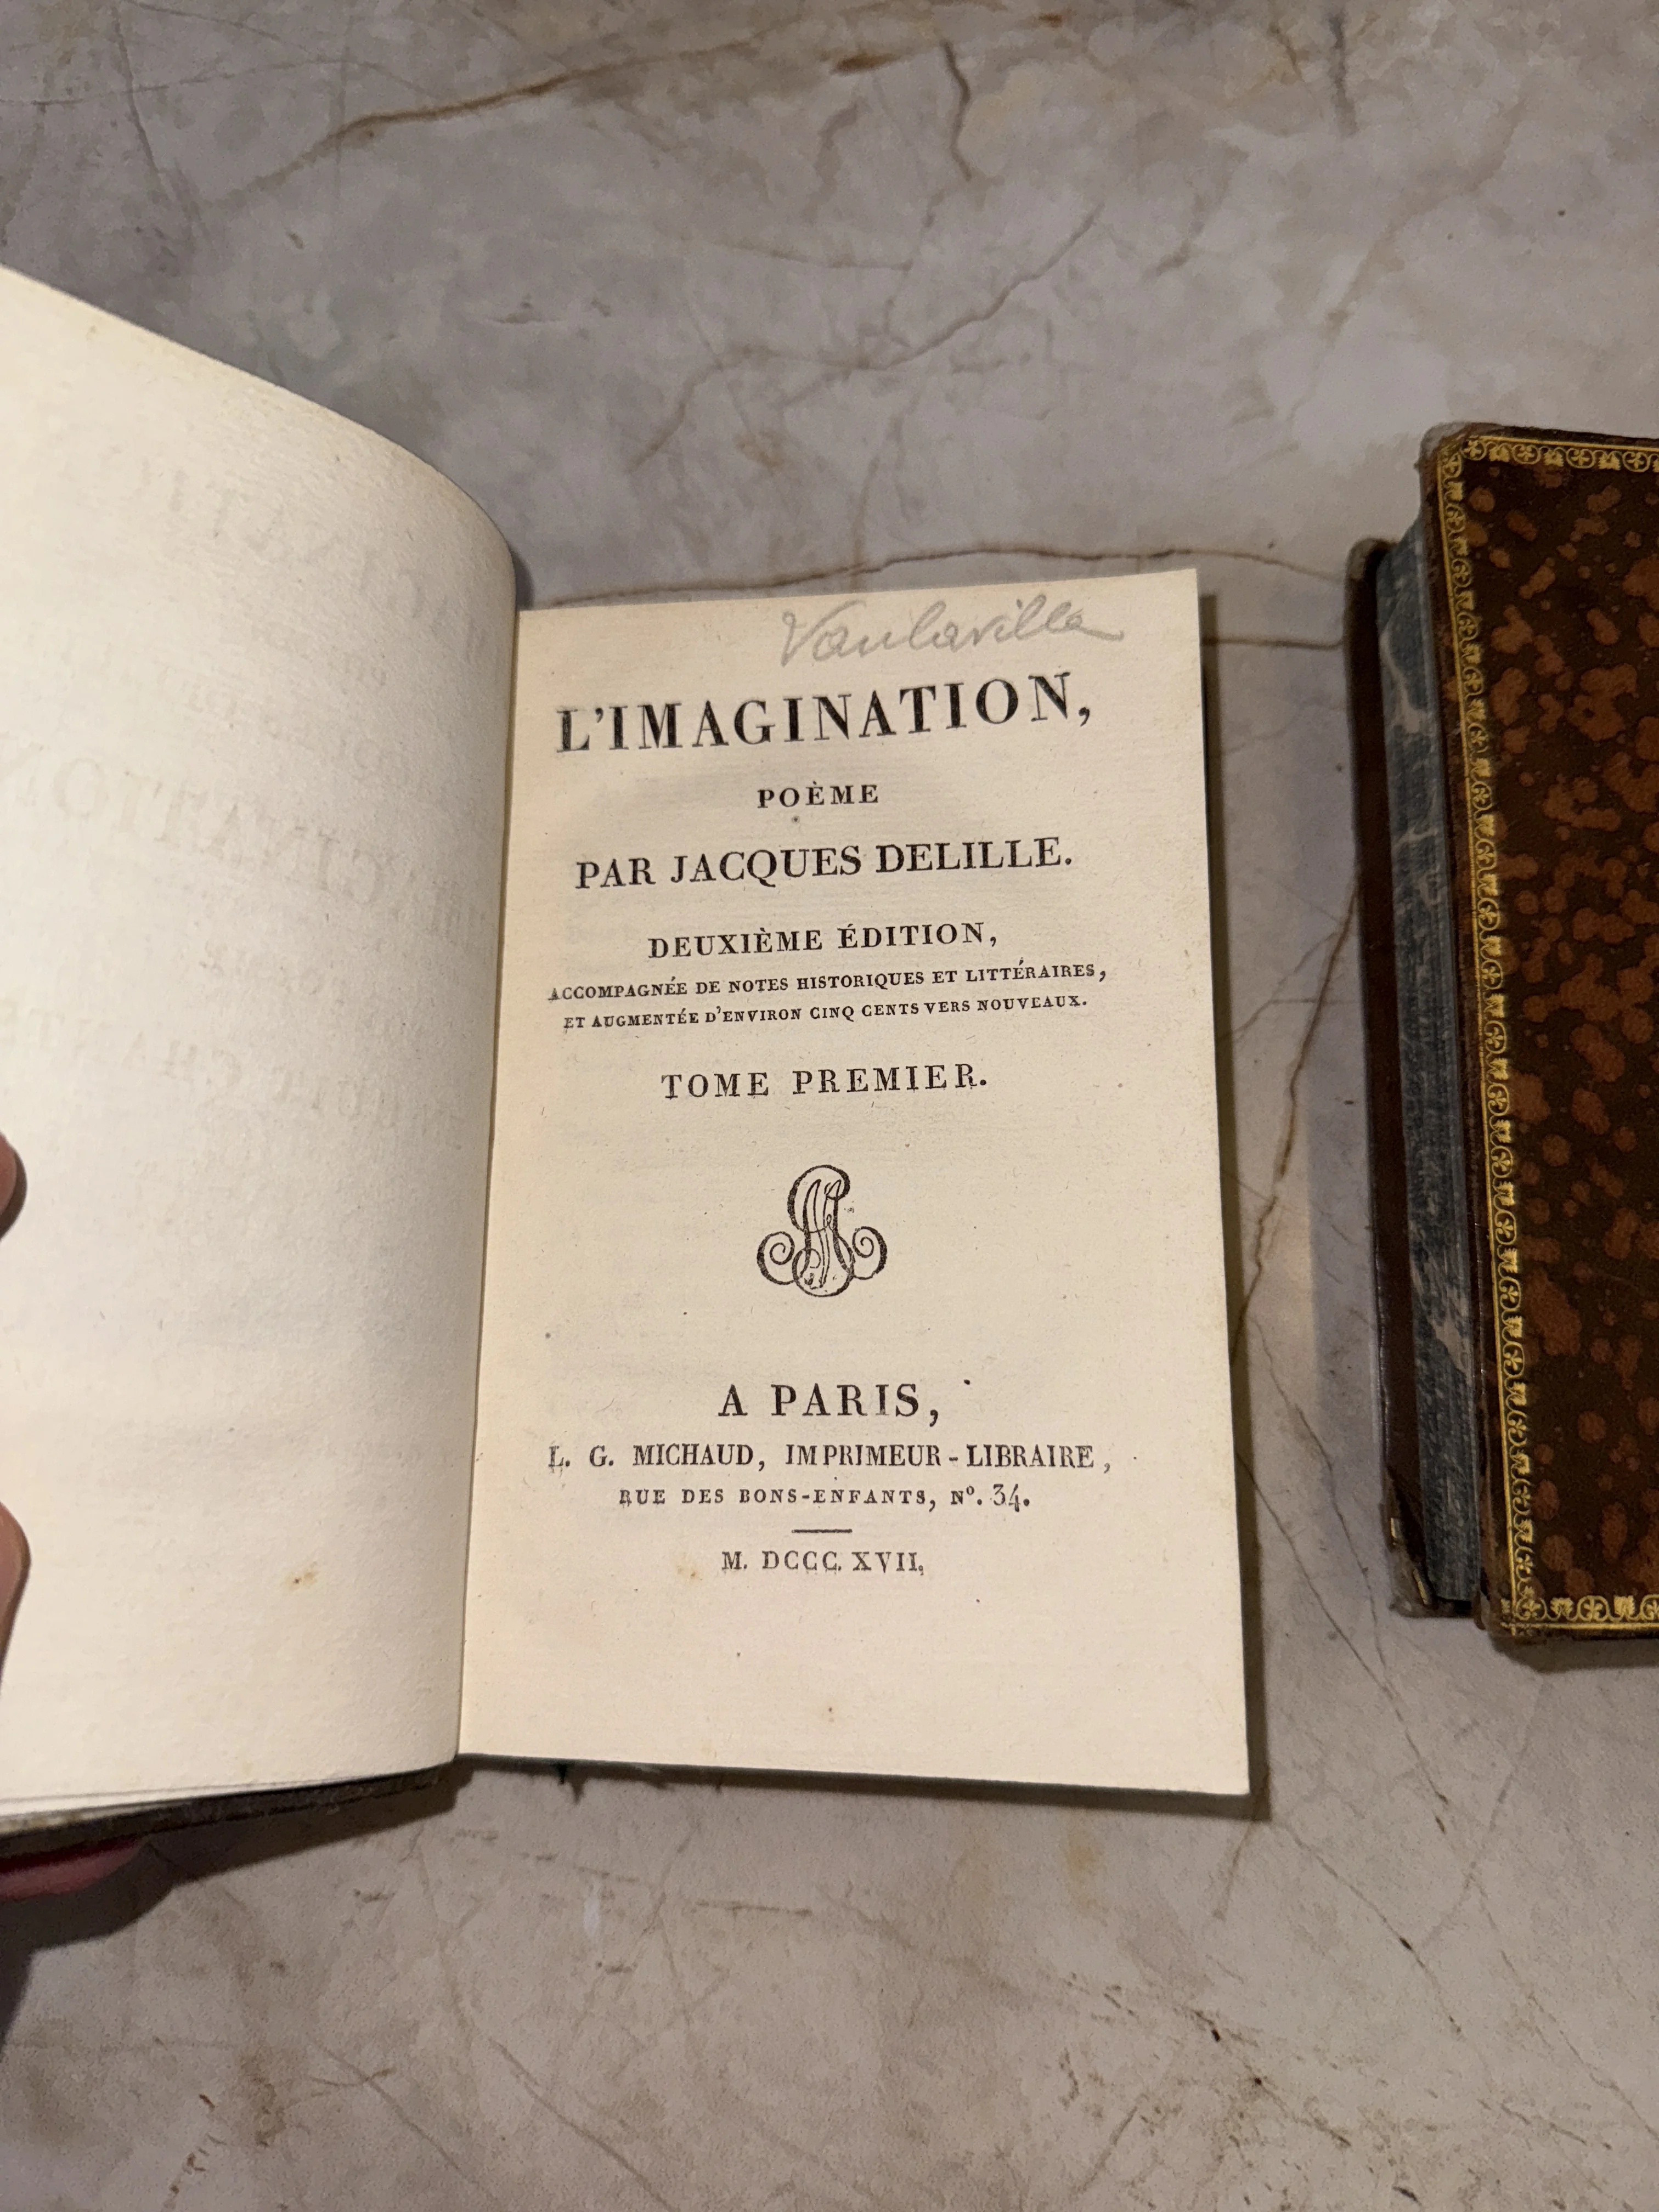 L'IMAGINATION,
POÈME
PAR JACQUES DELILLE.
DEUXIÈME ÉDITION,
ACCOMPAGNÉE DE NOTES HISTORIQUES ET LITTÉRAIRES,
ET AUGMENTÉE D'ENVIRON CINQ CENTS VERS NOUVEAUX.
TOME PREMIER.
A PARIS,
L. G. MICHAUD, IMPRIMEUR-LIBRAIRE,
RUE DES BONS-ENFANTS, Nº. 34.
M. DCCC. XVII.